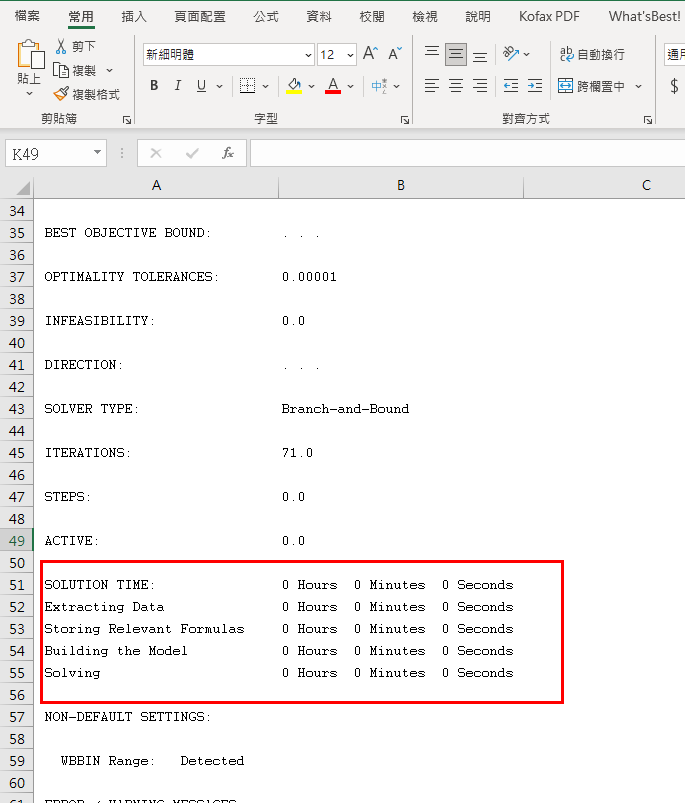 檔案 常用 插入 頁面配置 公式 資料 校閱 檢視 說明 Kofax PDF What'sBest!
剪下
貼上
複製
複製格式
剪貼簿
新細明體 12 A A
B I U A 中
字型
ab 自動換行
跨欄置中
對齊方式
通用
$
K49 fx
A B C
34
35 BEST OBJECTIVE BOUND: . . .
36
37 OPTIMALITY TOLERANCES: 0.00001
38
39 INFEASIBILITY: 0.0
40
41 DIRECTION: . . .
42
43 SOLVER TYPE: Branch-and-Bound
44
45 ITERATIONS: 71.0
46
47 STEPS: 0.0
48
49 ACTIVE: 0.0
50
51 SOLUTION TIME: 0 Hours 0 Minutes 0 Seconds
52 Extracting Data 0 Hours 0 Minutes 0 Seconds
53 Storing Relevant Formulas 0 Hours 0 Minutes 0 Seconds
54 Building the Model 0 Hours 0 Minutes 0 Seconds
55 Solving 0 Hours 0 Minutes 0 Seconds
56
57 NON-DEFAULT SETTINGS:
58
59 WBBIN Range: Detected
60